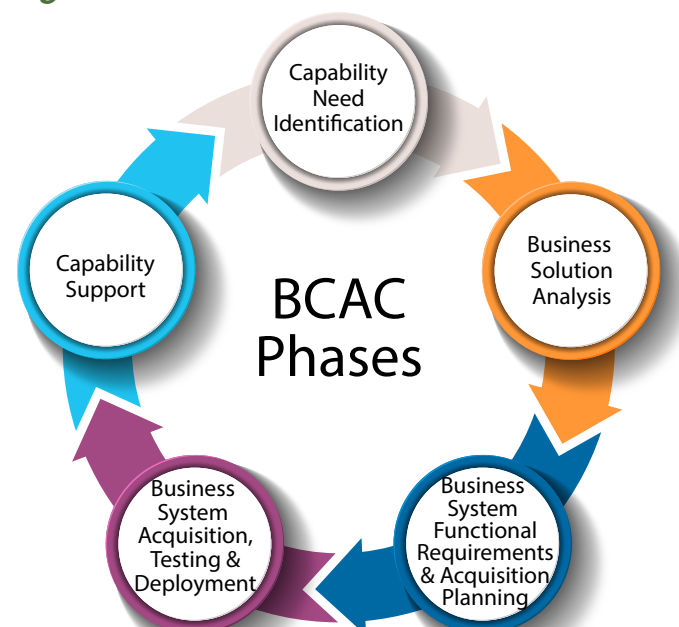 Capability
Need
Identification
Business
Solution
Analysis
Capability
Support
BCAC
Phases
Business
System
Acquisition,
Testing &
Deployment
Business
System
Functional
Requirements
& Acquisition
Planning